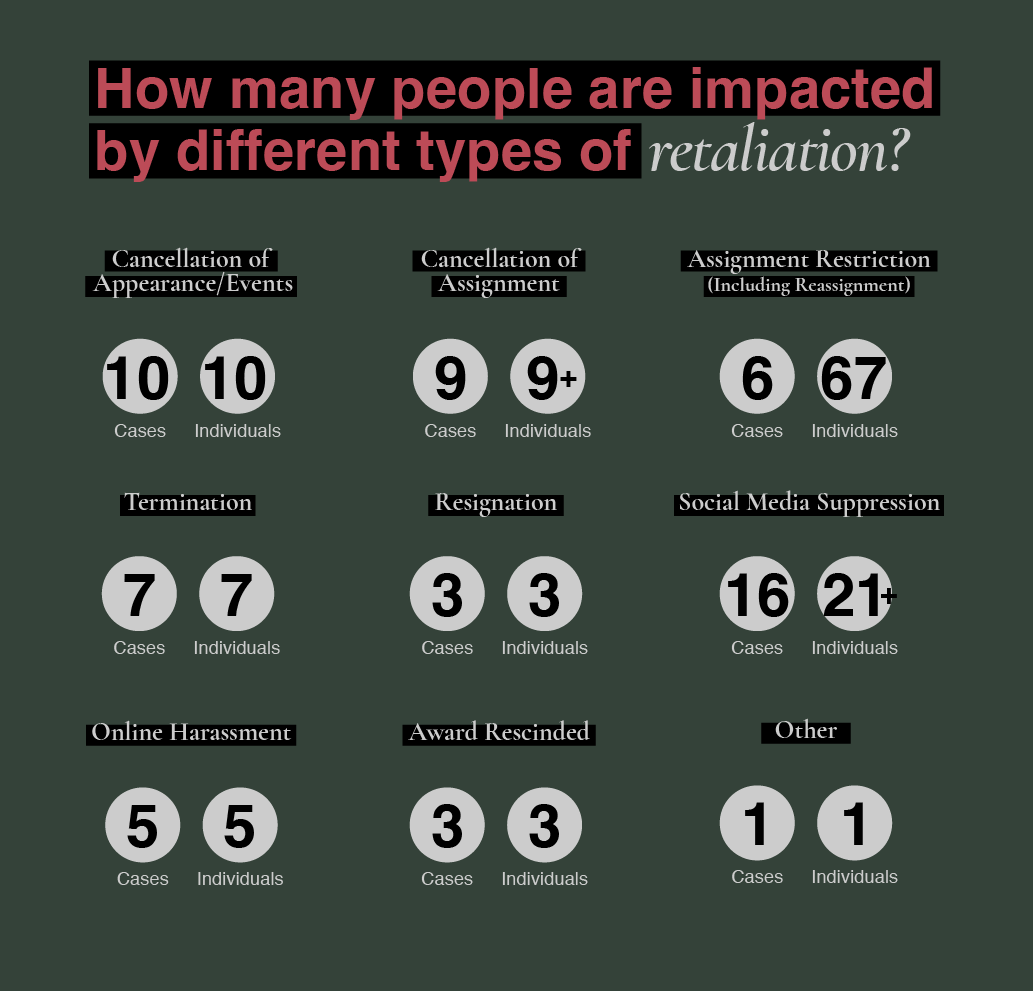 How many people are impacted
by different types of retaliation?
Cancellation of
Appearance/Events
10 10
Cases Individuals
Cancellation of
Assignment
9 9+
Cases Individuals
Assignment Restriction
(Including Reassignment)
6 67
Cases Individuals
Termination
7 7
Cases Individuals
Resignation
3 3
Cases Individuals
Social Media Suppression
16 21+
Cases Individuals
Online Harassment
5 5
Cases Individuals
Award Rescinded
3 3
Cases Individuals
Other
1 1
Cases Individuals